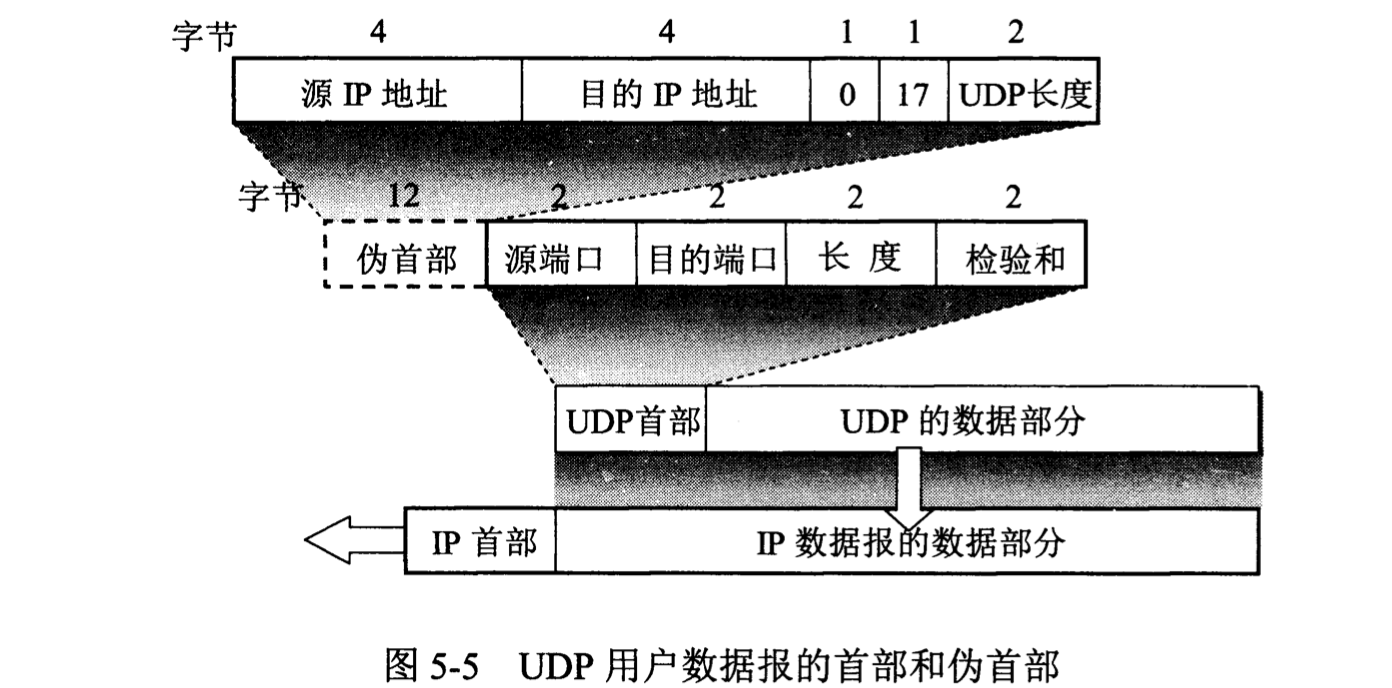 字节 4 4 1 1 2
源 IP 地址 目的 IP 地址 0 17 UDP长度
字节 12 2 2 2 2
伪首部 源端口 目的端口 长 度 检验和
UDP首部 UDP 的数据部分
IP 首部 IP 数据报的数据部分
图 5-5 UDP 用户数据报的首部和伪首部